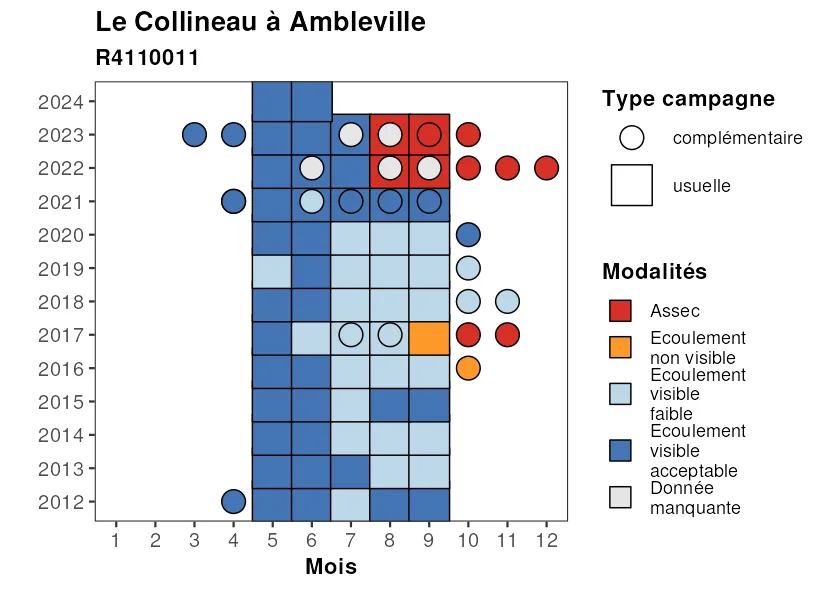 Le Collineau à Ambleville
R4110011
2024
2023
2022
2021
2020
2019
2018
2017
2016
2015
2014
2013
2012
1 2 3 4 5 6 7 8 9 10 11 12
Mois
Type campagne
complémentaire
usuelle
Modalités
Assec
Ecoulement
non visible
Ecoulement
visible
faible
Ecoulement
visible
acceptable
Donnée
manquante